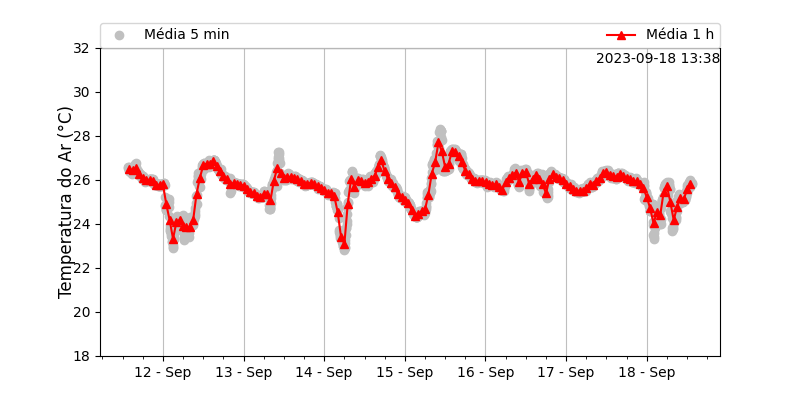 Média 5 min
Média 1 h
2023-09-18 13:38
Temperatura do Ar (°C)
32
30
28
26
24
22
20
18
12 - Sep
13 - Sep
14 - Sep
15 - Sep
16 - Sep
17 - Sep
18 - Sep